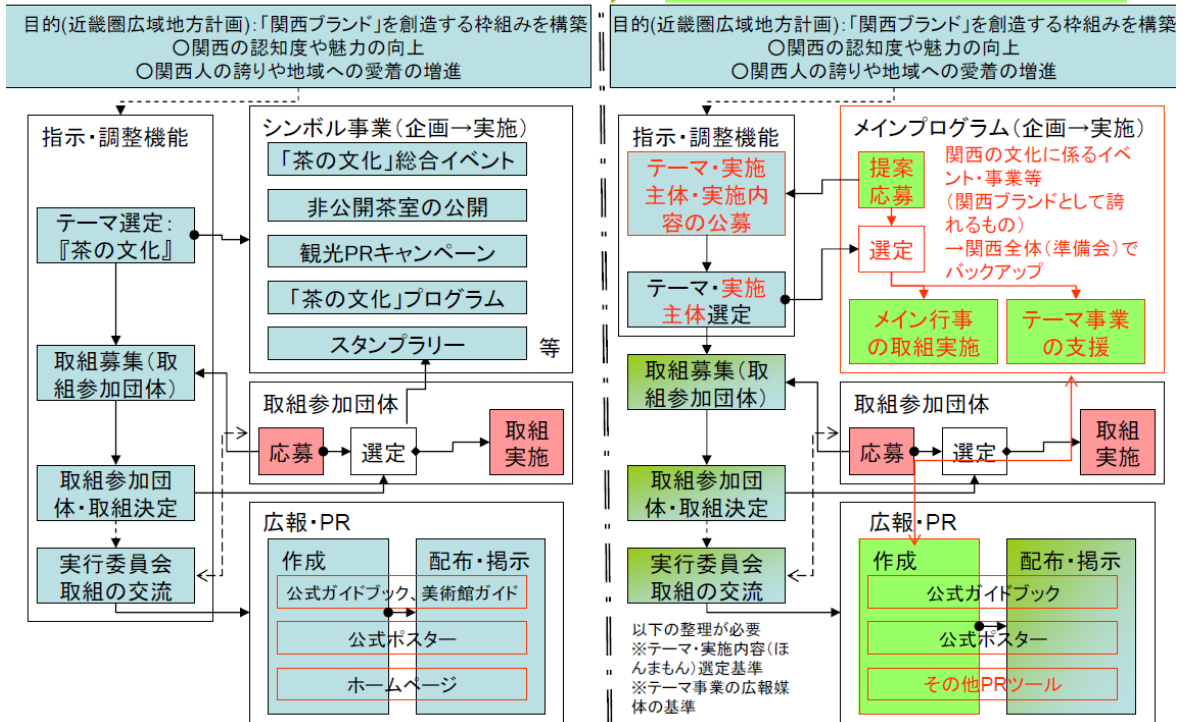 目的(近畿圏広域地方計画):「関西ブランド」を創造する枠組みを構築
〇関西の認知度や魅力の向上
〇関西人の誇りや地域への愛着の増進
指示・調整機能
テーマ選定:
『茶の文化』
取組募集(取
組参加団体)
取組参加団
体・取組決定
実行委員会
取組の交流
シンボル事業(企画→実施)
「茶の文化」総合イベント
非公開茶室の公開
観光PRキャンペーン
「茶の文化」プログラム
スタンプラリー
等
取組参加団体
応募
選定
取組
実施
広報・PR
作成
配布・掲示
公式ガイドブック、美術館ガイド
公式ポスター
ホームページ
目的(近畿圏広域地方計画):「関西ブランド」を創造する枠組みを構築
〇関西の認知度や魅力の向上
〇関西人の誇りや地域への愛着の増進
指示・調整機能
テーマ・実施
主体・実施内
容の公募
テーマ・実施
主体選定
取組募集(取
組参加団体)
取組参加団
体・取組決定
実行委員会
取組の交流
以下の整理が必要
※テーマ・実施内容(ほ
んまもん)選定基準
※テーマ事業の広報媒
体の基準
メインプログラム(企画→実施)
提案
応募
選定
関西の文化に係るイベ
ント・事業等
(関西ブランドとして誇
れるもの)
→関西全体(準備会)で
バックアップ
メイン行事
の取組実施
テーマ事業
の支援
取組参加団体
応募
選定
取組
実施
広報・PR
作成
配布・掲示
公式ガイドブック
公式ポスター
その他PRツール